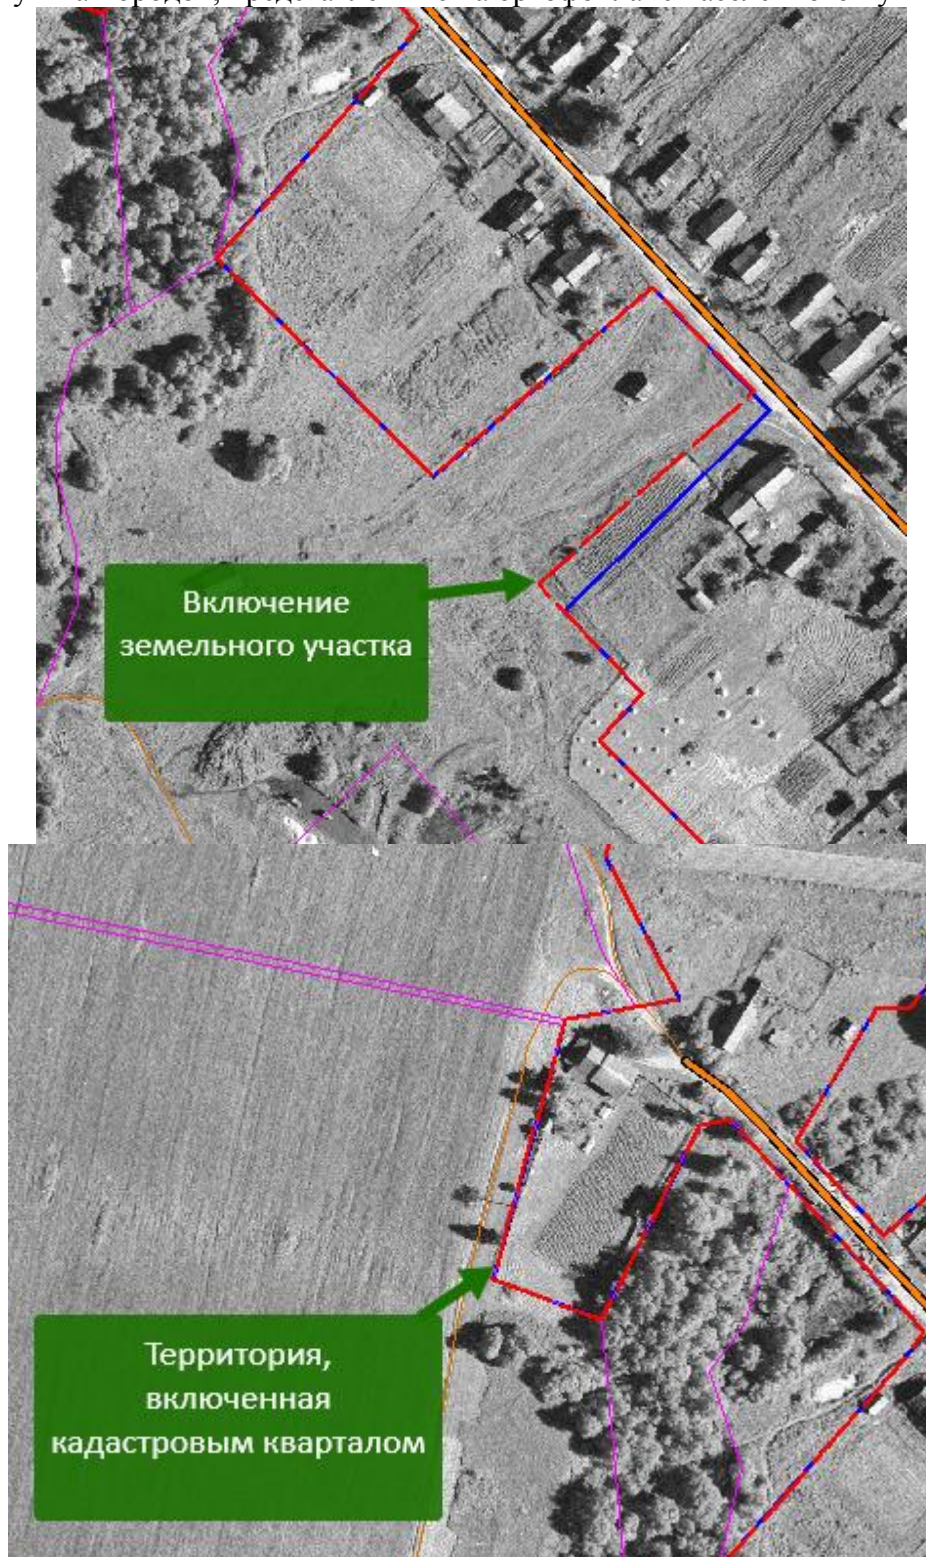 Включение
земельного участка
Территория,
включенная
кадастровым кварталом